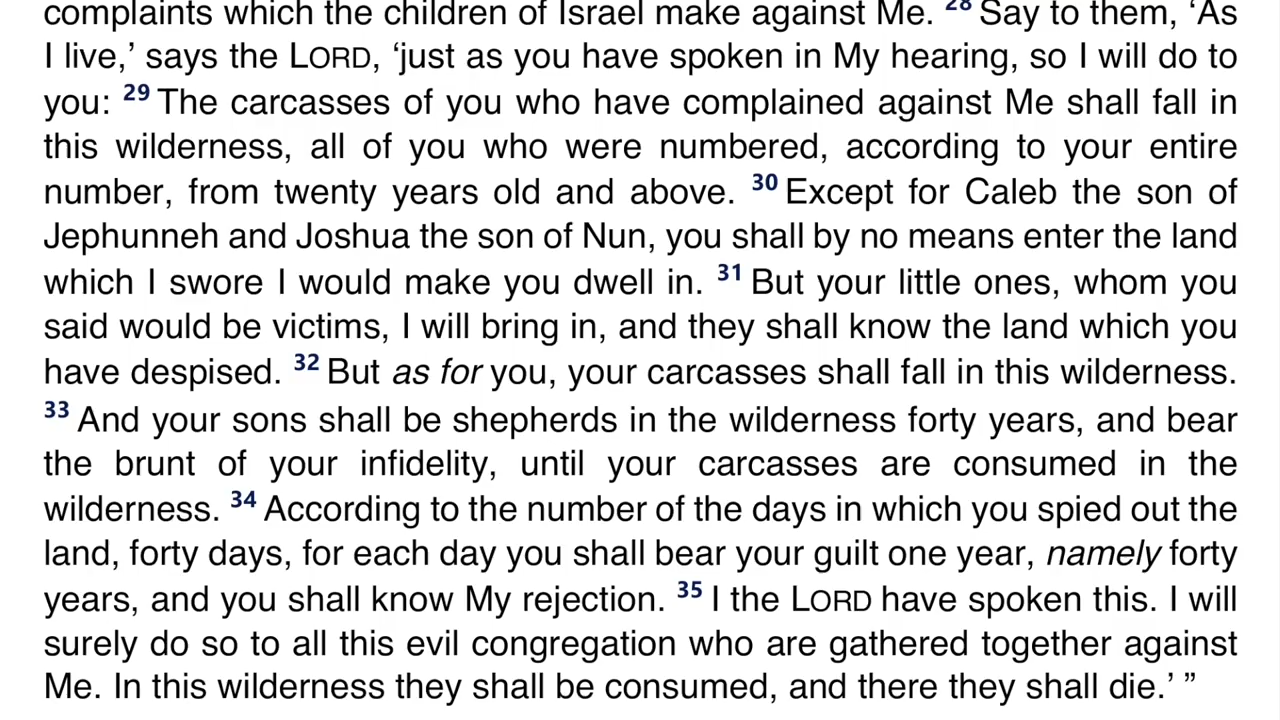 complaints which the children of Israel make against Me. 28 Say to them, ‘As
I live,’ says the LORD, ‘just as you have spoken in My hearing, so I will do to
you: 29 The carcasses of you who have complained against Me shall fall in
this wilderness, all of you who were numbered, according to your entire
number, from twenty years old and above. 30 Except for Caleb the son of
Jephunneh and Joshua the son of Nun, you shall by no means enter the land
which I swore I would make you dwell in. 31 But your little ones, whom you
said would be victims, I will bring in, and they shall know the land which you
have despised. 32 But as for you, your carcasses shall fall in this wilderness.
33 And your sons shall be shepherds in the wilderness forty years, and bear
the brunt of your infidelity, until your carcasses are consumed in the
wilderness. 34 According to the number of the days in which you spied out the
land, forty days, for each day you shall bear your guilt one year, namely forty
years, and you shall know My rejection. 35 I the LORD have spoken this. I will
surely do so to all this evil congregation who are gathered together against
Me. In this wilderness they shall be consumed, and there they shall die.’ ”